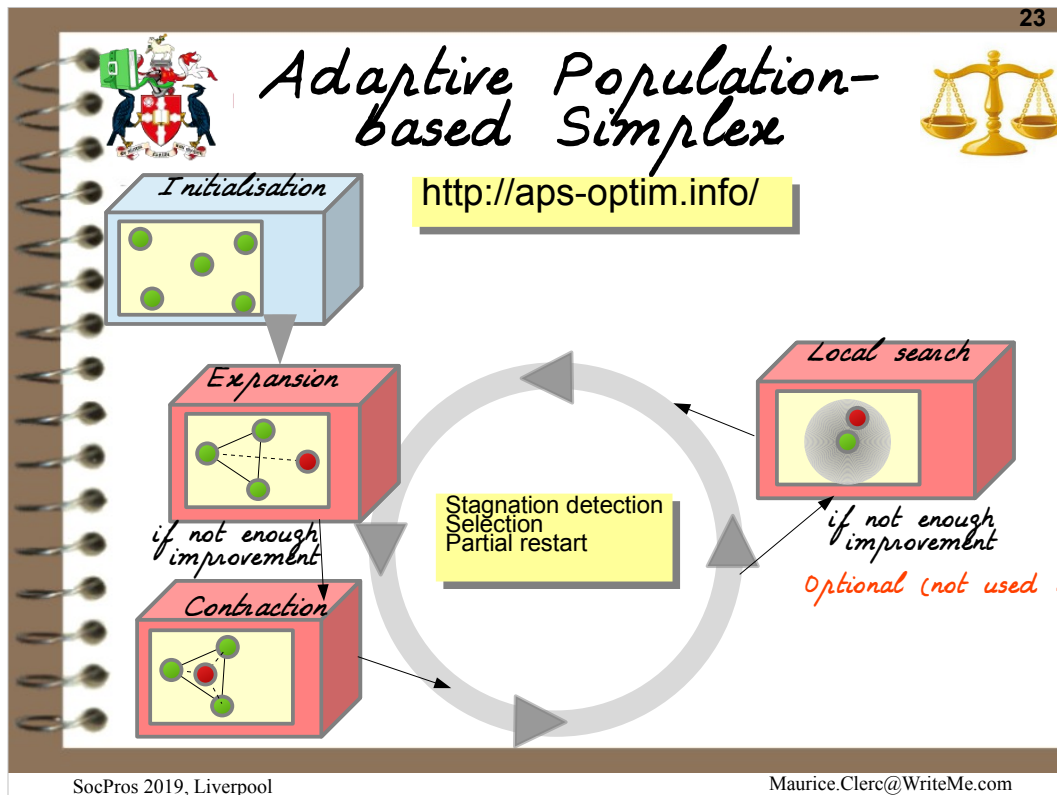 23
Adaptive Population-
based Simplex
http://aps-optim.info/
Initialisation
Expansion
if not enough
improvement
Contraction
Stagnation detection
Selection
Partial restart
Local search
if not enough
improvement
Optional (not used
SocPros 2019, Liverpool
Maurice.Clerc@WriteMe.com